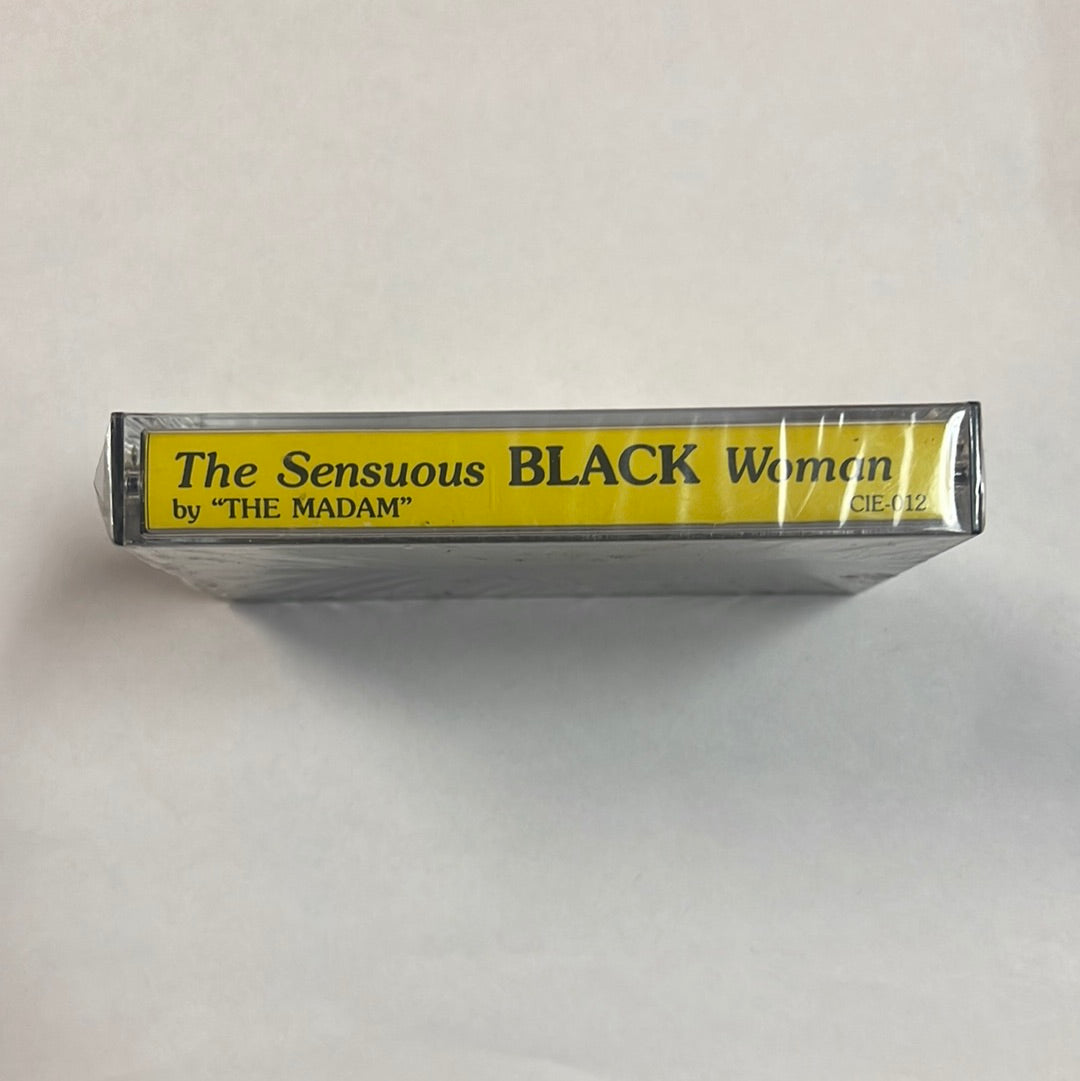 The Sensuous BLACK Woman
by “THE MADAM” CIE-012